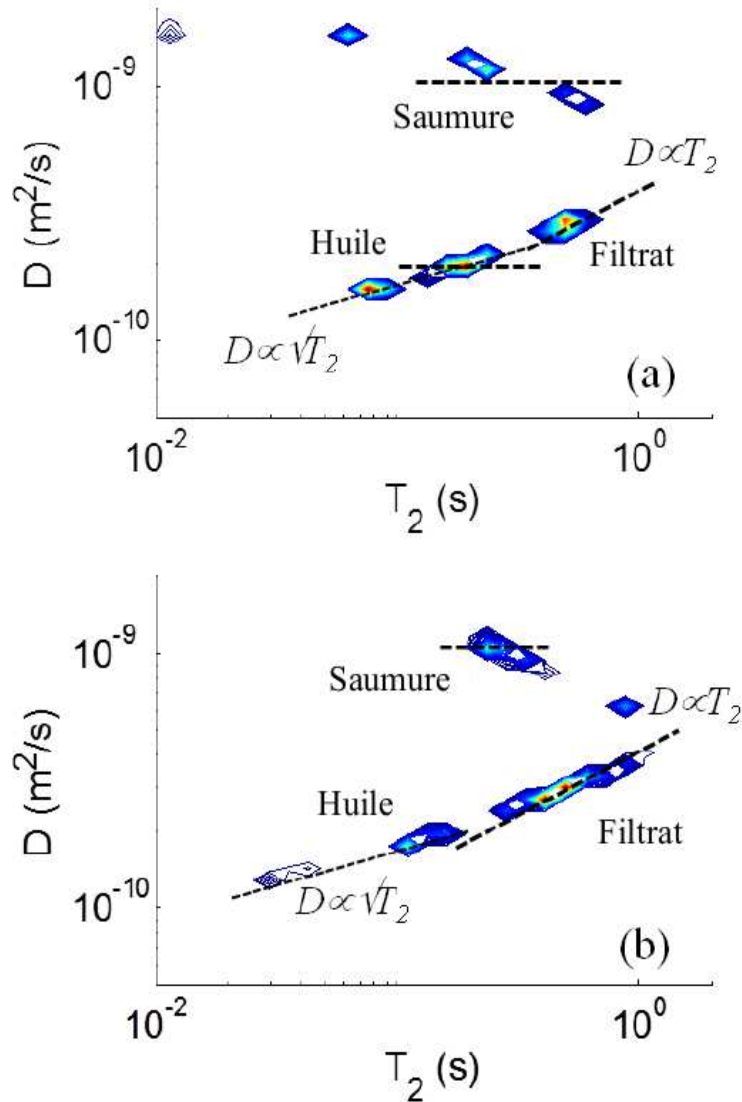 10⁻⁹
Saumure
D ∝ T₂
D (m²/s)
Huile
Filtrat
10⁻¹⁰
D ∝ √T₂
(a)
10⁻² 10⁰
T₂ (s)
10⁻⁹
Saumure
D ∝ T₂
D (m²/s)
Huile
Filtrat
10⁻¹⁰
D ∝ √T₂
(b)
10⁻² 10⁰
T₂ (s)